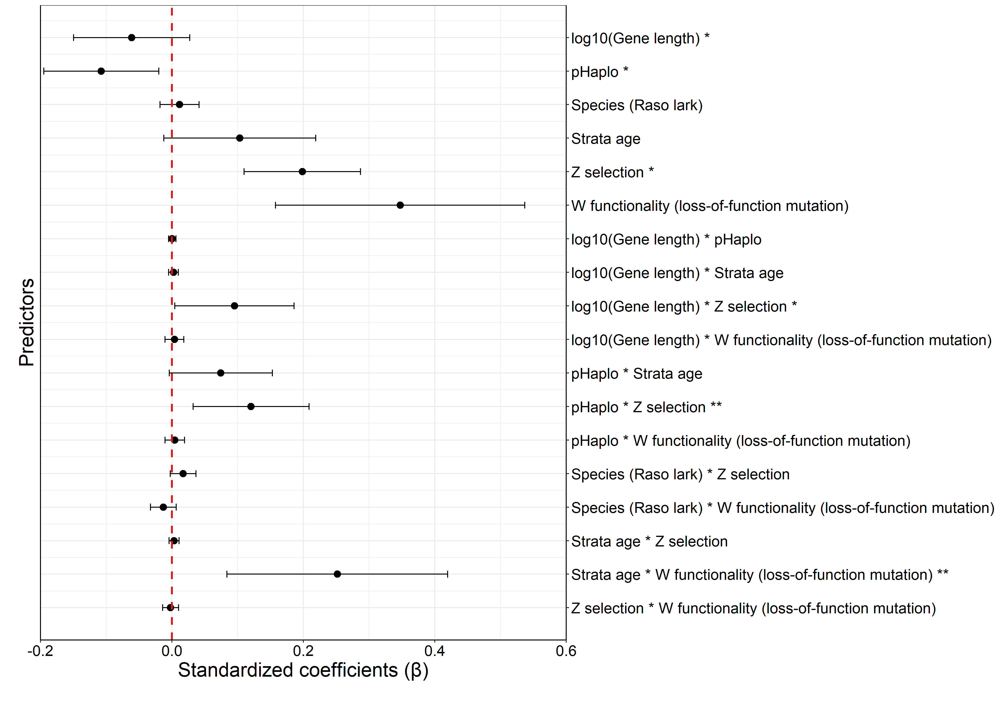 log10(Gene length) *
pHaplo *
Species (Raso lark)
Strata age
Z selection *
W functionality (loss-of-function mutation)
log10(Gene length) * pHaplo
log10(Gene length) * Strata age
log10(Gene length) * Z selection *
log10(Gene length) * W functionality (loss-of-function mutation)
pHaplo * Strata age
pHaplo * Z selection **
pHaplo * W functionality (loss-of-function mutation)
Species (Raso lark) * Z selection
Species (Raso lark) * W functionality (loss-of-function mutation)
Strata age * Z selection
Strata age * W functionality (loss-of-function mutation) **
Z selection * W functionality (loss-of-function mutation)
Predictors
-0.2 0.0 0.2 0.4 0.6
Standardized coefficients (β)